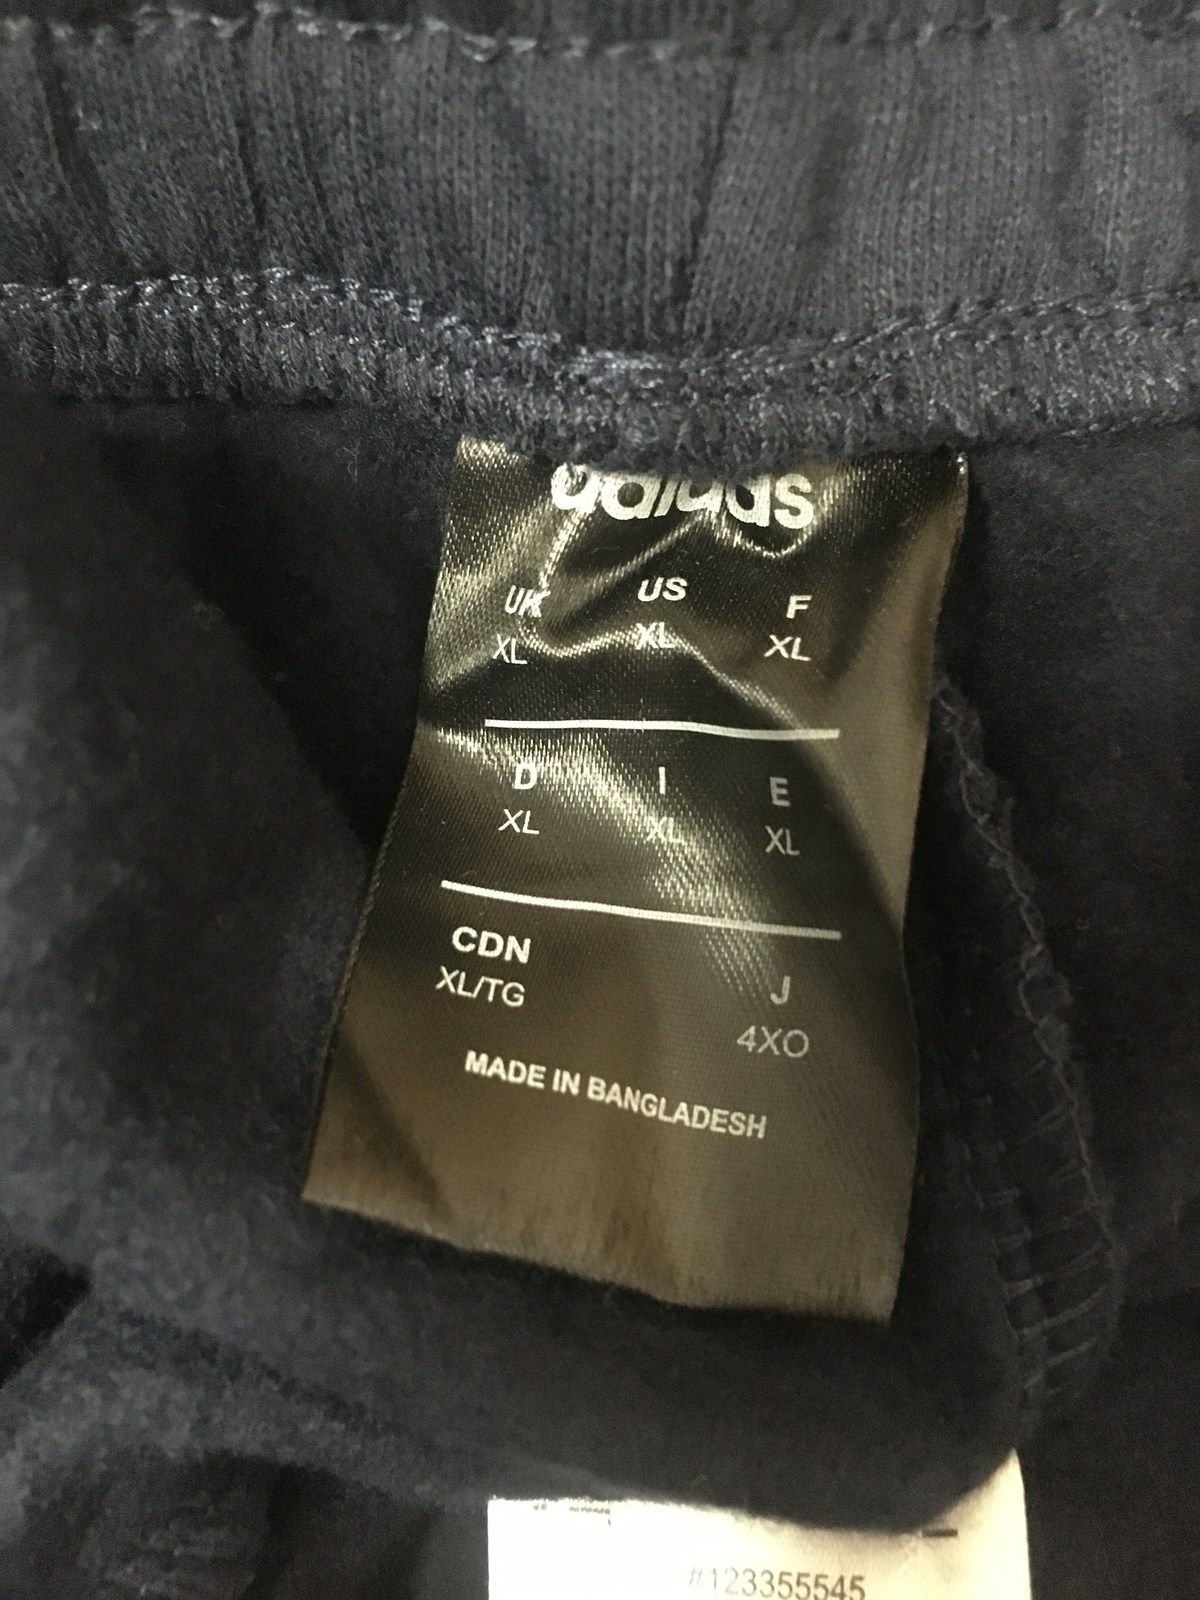 adidas
UK US F
XL XL XL
D I E
XL XL XL
CDN J
XL/TG 4XO
MADE IN BANGLADESH
#123355545